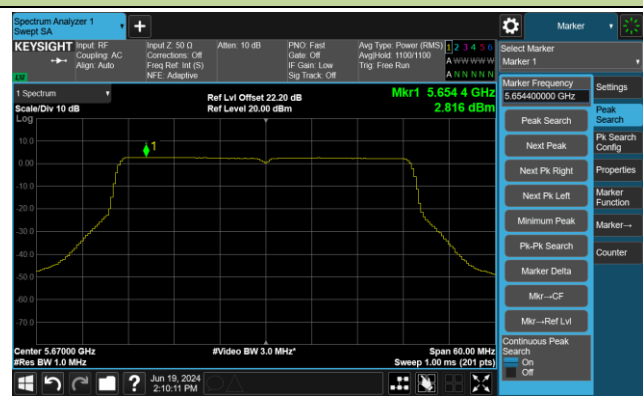 Spectrum Analyzer 1
Swept SA
Marker
KEYSIGHT
Input: RF
Coupling: AC
Align: Auto
Input Z: 50 Ω
Corrections: Off
Freq Ref: Int (S)
NFE: Adaptive
Atten: 10 dB
PNO: Fast
Gate: Off
IF Gain: Low
Sig Track: Off
Avg Type: Power (RMS)
Avg|Hold: 1100/1100
Trig: Free Run
1 2 3 4 5 6
A W W W W W
A N N N N N
Select Marker
Marker 1
1 Spectrum
Scale/Div 10 dB
Log
Ref Lvl Offset 22.20 dB
Ref Level 20.00 dBm
Mkr1 5.654 4 GHz
2.816 dBm
1
10.0
0.00
-10.0
-20.0
-30.0
-40.0
-50.0
-60.0
-70.0
Center 5.67000 GHz
#Res BW 1.0 MHz
#Video BW 3.0 MHz*
Span 60.00 MHz
Sweep 1.00 ms (201 pts)
Marker Frequency
5.654400000 GHz
Peak Search
Next Peak
Next Pk Right
Next Pk Left
Minimum Peak
Pk-Pk Search
Marker Delta
Mkr→CF
Mkr→Ref Lvl
Continuous Peak
Search
On
Off
Settings
Peak
Search
Pk Search
Config
Properties
Marker
Function
Marker→
Counter
Jun 19, 2024
2:10:11 PM